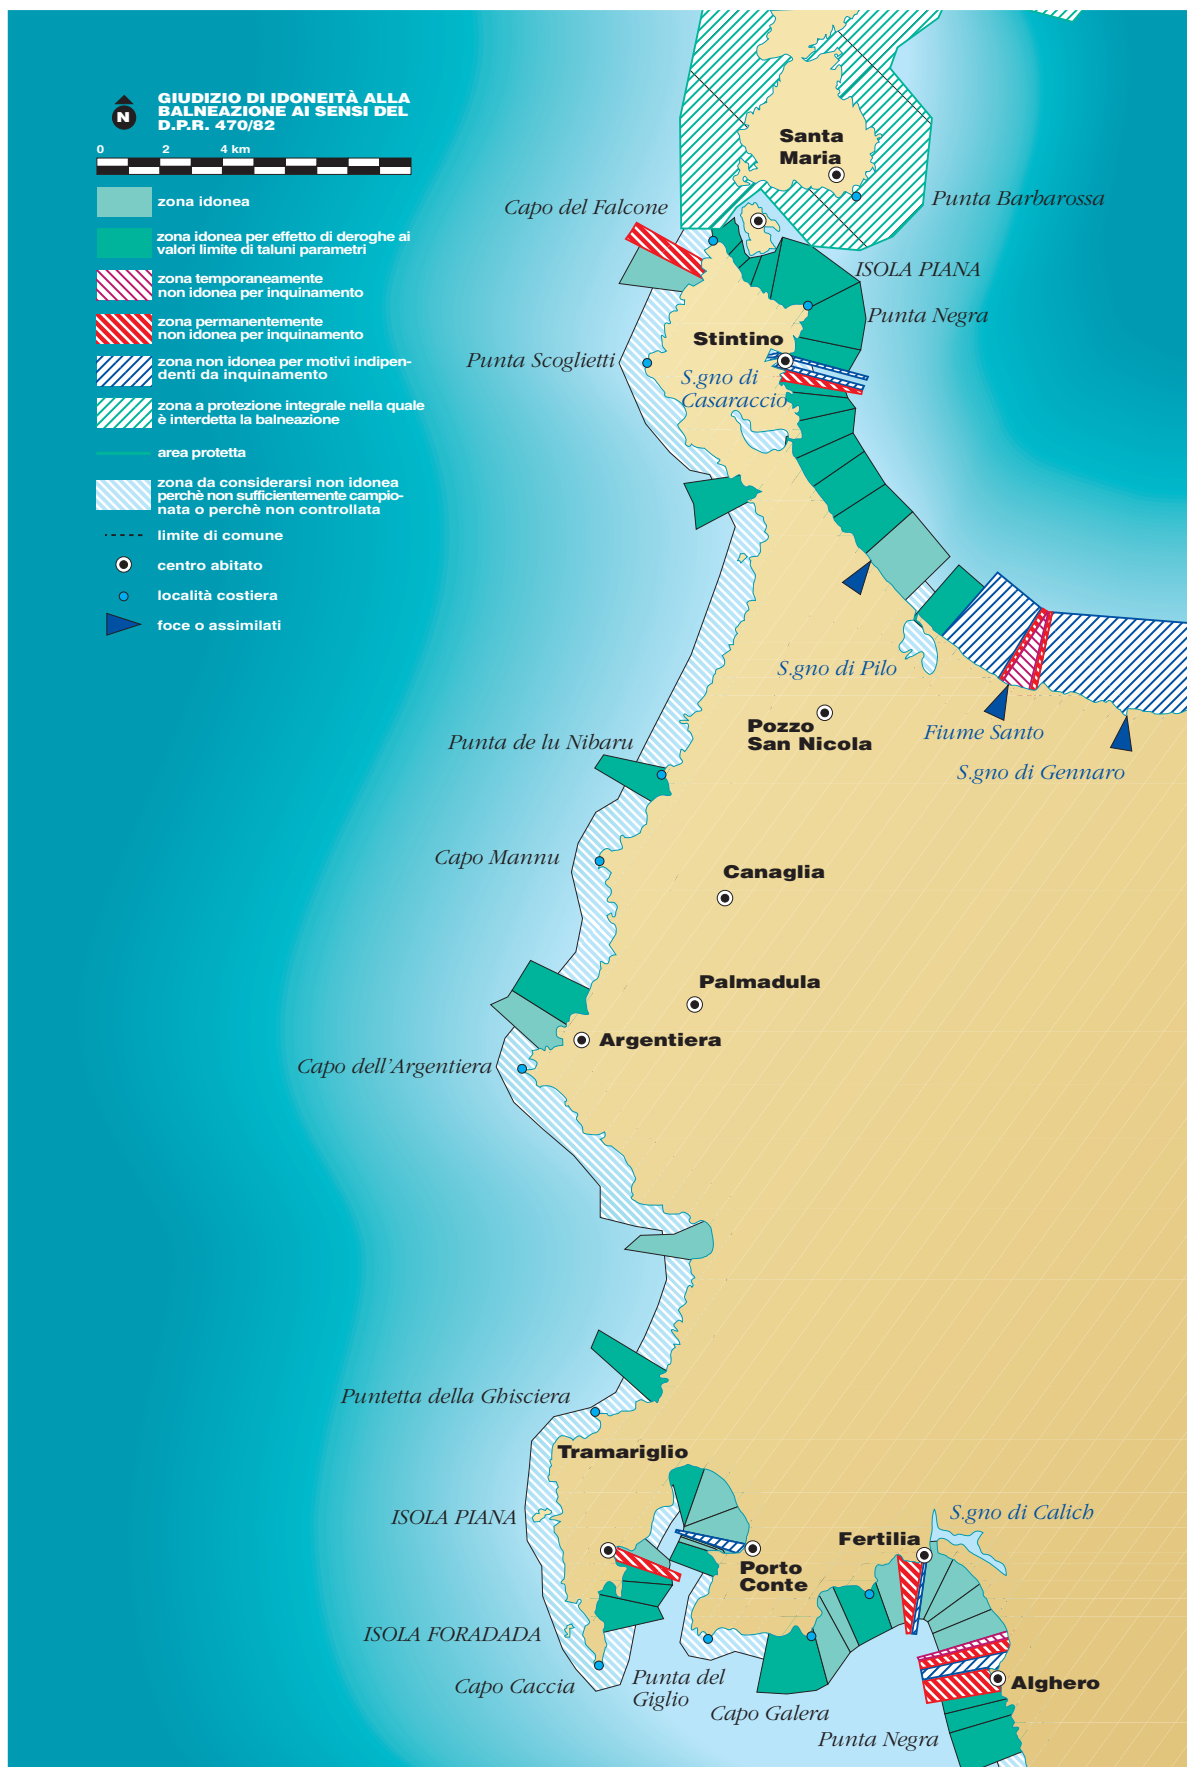 N
GIUDIZIO DI IDONEITÀ ALLA
BALNEAZIONE AI SENSI DEL
D.P.R. 470/82
0 2 4 km
zona idonea
zona idonea per effetto di deroghe ai
valori limite di taluni parametri
zona temporaneamente
non idonea per inquinamento
zona permanentemente
non idonea per inquinamento
zona non idonea per motivi indipen-
denti da inquinamento
zona a protezione integrale nella quale
è interdetta la balneazione
area protetta
zona da considerarsi non idonea
perchè non sufficientemente campio-
nata o perchè non controllata
limite di comune
centro abitato
località costiera
foce o assimilati
Santa
Maria
Punta Barbarossa
Capo del Falcone
ISOLA PIANA
Punta Negra
Stintino
Punta Scoglietti
S.gno di
Casaraccio
S.gno di Pilo
Pozzo
San Nicola
Fiume Santo
S.gno di Gennaro
Punta de lu Nibaru
Capo Mannu
Canaglia
Palmadula
Argentiera
Capo dell'Argentiera
Puntetta della Ghisciera
Tramariglio
ISOLA PIANA
S.gno di Calich
Fertilia
Porto
Conte
ISOLA FORADADA
Capo Caccia
Punta del
Giglio
Capo Galera
Alghero
Punta Negra